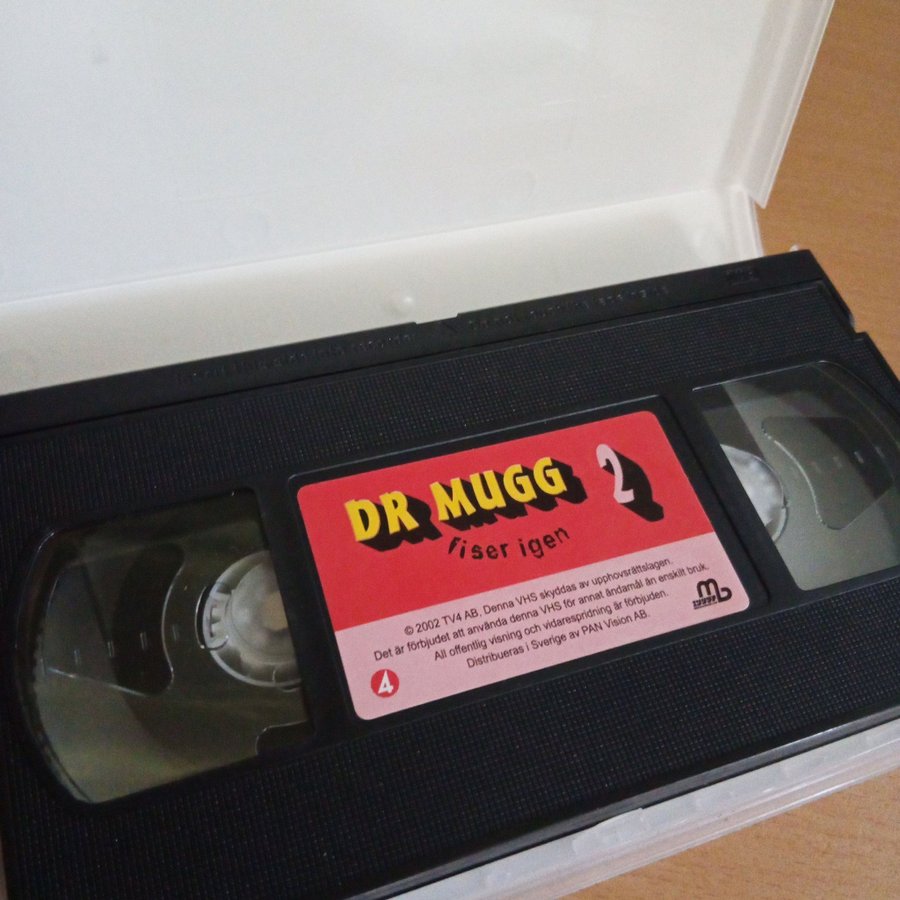 DR MUGG 2
Fiser igen
© 2002 TV4 AB. Denna VHS skyddas av upphovsrättslagen.
Det är förbjudet att använda denna VHS för annat ändamål än enskilt bruk.
All offentlig visning och vidarespridning är förbjuden.
Distribueras i Sverige av PAN Vision AB.
4